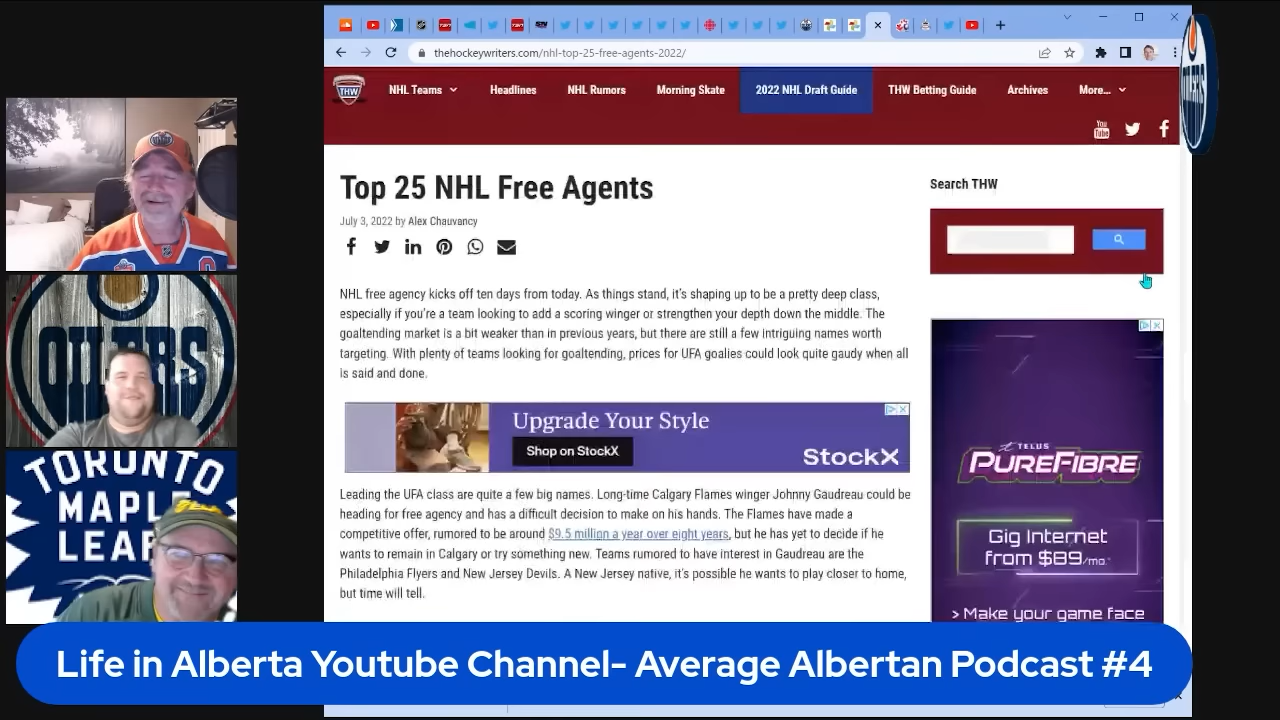 thehockeywriters.com/nhl-top-25-free-agents-2022/
THW
NHL Teams
Headlines
NHL Rumors
Morning Skate
2022 NHL Draft Guide
THW Betting Guide
Archives
More...
You
Tube
Top 25 NHL Free Agents
July 3, 2022 by Alex Chauvancy
NHL free agency kicks off ten days from today. As things stand, it's shaping up to be a pretty deep class,
especially if you're a team looking to add a scoring winger or strengthen your depth down the middle. The
goaltending market is a bit weaker than in previous years, but there are still a few intriguing names worth
targeting. With plenty of teams looking for goaltending, prices for UFA goalies could look quite gaudy when all
is said and done.
Upgrade Your Style
Shop on StockX
StockX
Leading the UFA class are quite a few big names. Long-time Calgary Flames winger Johnny Gaudreau could be
heading for free agency and has a difficult decision to make on his hands. The Flames have made a
competitive offer, rumored to be around $9.5 million a year over eight years, but he has yet to decide if he
wants to remain in Calgary or try something new. Teams rumored to have interest in Gaudreau are the
Philadelphia Flyers and New Jersey Devils. A New Jersey native, it's possible he wants to play closer to home,
but time will tell.
Search THW
TELUS
PUREFIBRE
Gig Internet
from $89/mo.
> Make your game face
OILERS
OILERS
TORONTO
MAPLE
LEAF
Life in Alberta Youtube Channel- Average Albertan Podcast #4